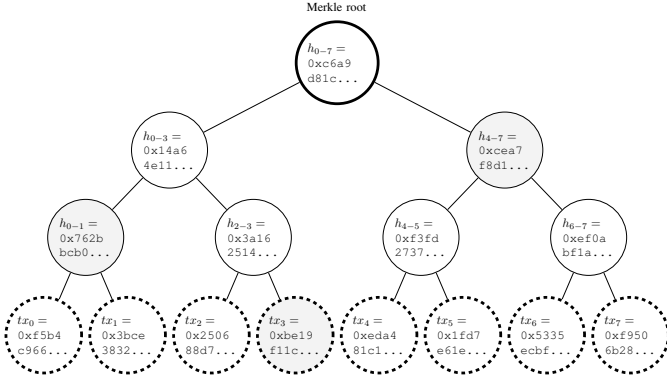 Merkle root
h0−7 =
0xc6a9
d81c...
h0−3 =
0x14a6
4e11...
h4−7 =
0xcea7
f8d1...
h0−1 =
0x762b
bcb0...
h2−3 =
0x3a16
2514...
h4−5 =
0xf3fd
2737...
h6−7 =
0xef0a
bf1a...
tx0 =
0xf5b4
c966...
tx1 =
0x3bce
3832...
tx2 =
0x2506
88d7...
tx3 =
0xbe19
f11c...
tx4 =
0xeda4
81c1...
tx5 =
0x1fd7
e61e...
tx6 =
0x5335
ecbf...
tx7 =
0xf950
6b28...